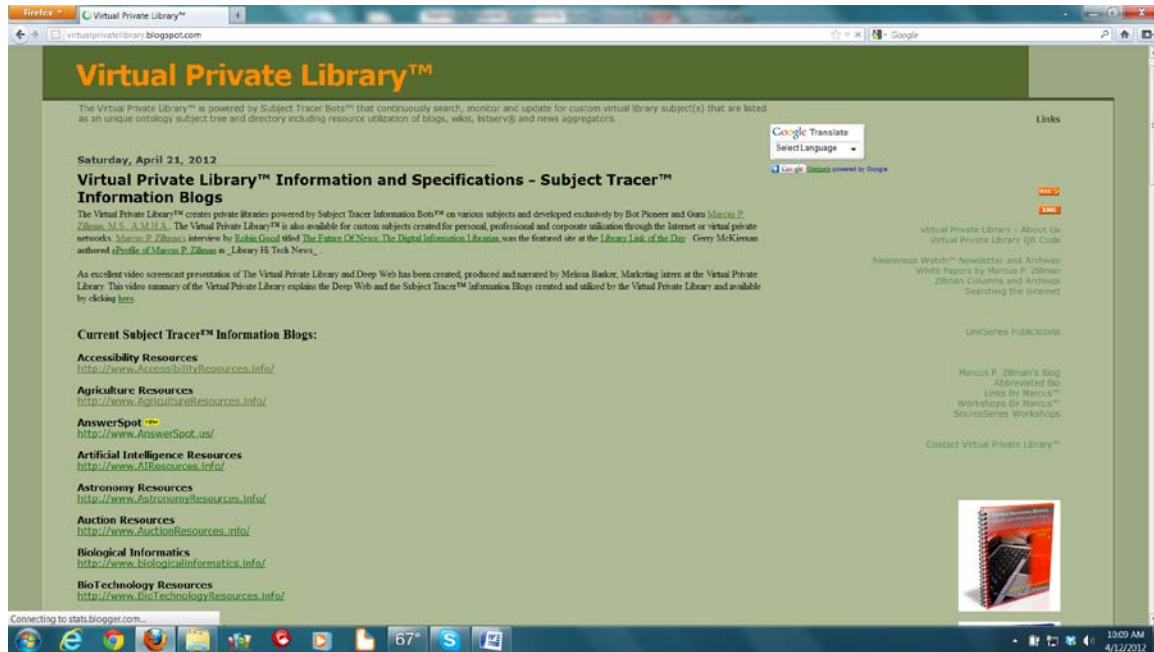 Firefox
Virtual Private Library™
virtualprivatelibrary.blogspot.com
Google
Virtual Private Library™
The Virtual Private Library™ is powered by Subject Tracer Bots™ that continuously search, monitor and update for custom virtual library subject(s) that are listed
as an unique ontology subject tree and directory including resource utilization of blogs, wikis, listserv® and news aggregators.
Links
Google Translate
Select Language
powered by Google
Saturday, April 21, 2012
Virtual Private Library™ Information and Specifications - Subject Tracer™
Information Blogs
The Virtual Private Library™ creates private libraries powered by Subject Tracer Information Bots™ on various subjects and developed exclusively by Bot Pioneer and Guru Marcus P.
Zillman, M.S., A.M.H.A. The Virtual Private Library™ is also available for custom subjects created for personal, professional and corporate utilization through the Internet or virtual private
networks. Marcus P. Zillman's interview by Robin Good titled The Future Of News: The Digital Information Librarian was the featured site at the Library Link of the Day. Gerry McKiernan
authored eProfile of Marcus P. Zillman in _Library Hi Tech News_ .
An excellent video screencast presentation of The Virtual Private Library and Deep Web has been created, produced and narrated by Melissa Barker, Marketing intern at the Virtual Private
Library. This video summary of the Virtual Private Library explains the Deep Web and the Subject Tracer™ Information Blogs created and utilized by the Virtual Private Library and available
by clicking here.
Current Subject Tracer™ Information Blogs:
Accessibility Resources
http://www.AccessibilityResources.info/
Agriculture Resources
http://www.AgricultureResources.info/
AnswerSpot
http://www.AnswerSpot.us/
Artificial Intelligence Resources
http://www.AIResources.info/
Astronomy Resources
http://www.AstronomyResources.info/
Auction Resources
http://www.AuctionResources.info/
Biological Informatics
http://www.biologicalinformatics.info/
BioTechnology Resources
http://www.BioTechnologyResources.info/
XML
Virtual Private Library - About Us
Virtual Private Library QR Code
Awareness Watch™ Newsletter and Archives
White Papers by Marcus P. Zillman
Zillman Columns and Archives
Searching the Internet
LinkSeries Publications
Marcus P. Zillman's Blog
Abbreviated Bio
Links By Marcus™
Workshops By Marcus™
SourceSeries Workshops
Contact Virtual Private Library™
Connecting to stats.blogger.com...
67°
10:09 AM
4/12/2012